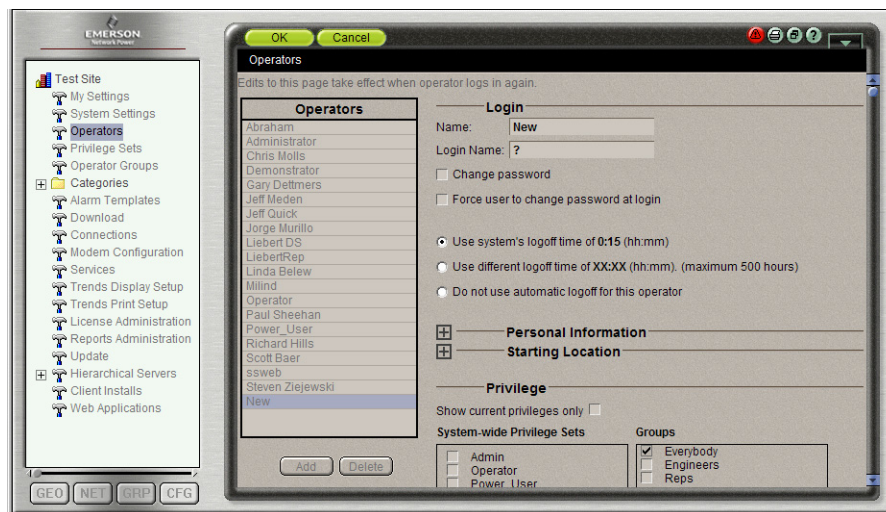 EMERSON
Network Power
OK
Cancel
Operators
Edits to this page take effect when operator logs in again.
Test Site
My Settings
System Settings
Operators
Privilege Sets
Operator Groups
Categories
Alarm Templates
Download
Connections
Modem Configuration
Services
Trends Display Setup
Trends Print Setup
License Administration
Reports Administration
Update
Hierarchical Servers
Client Installs
Web Applications
GEO NET GRP CFG
Operators
Abraham
Administrator
Chris Molls
Demonstrator
Gary Dettmers
Jeff Meden
Jeff Quick
Jorge Murillo
Liebert DS
LiebertRep
Linda Belew
Milind
Operator
Paul Sheehan
Power_User
Richard Hills
Scott Baer
ssweb
Steven Ziejewski
New
Add Delete
Login
Name: New
Login Name: ?
Change password
Force user to change password at login
Use system's logoff time of 0:15 (hh:mm)
Use different logoff time of XX:XX (hh:mm). (maximum 500 hours)
Do not use automatic logoff for this operator
Personal Information
Starting Location
Privilege
Show current privileges only
System-wide Privilege Sets
Admin
Operator
Power_User
Groups
Everybody
Engineers
Reps